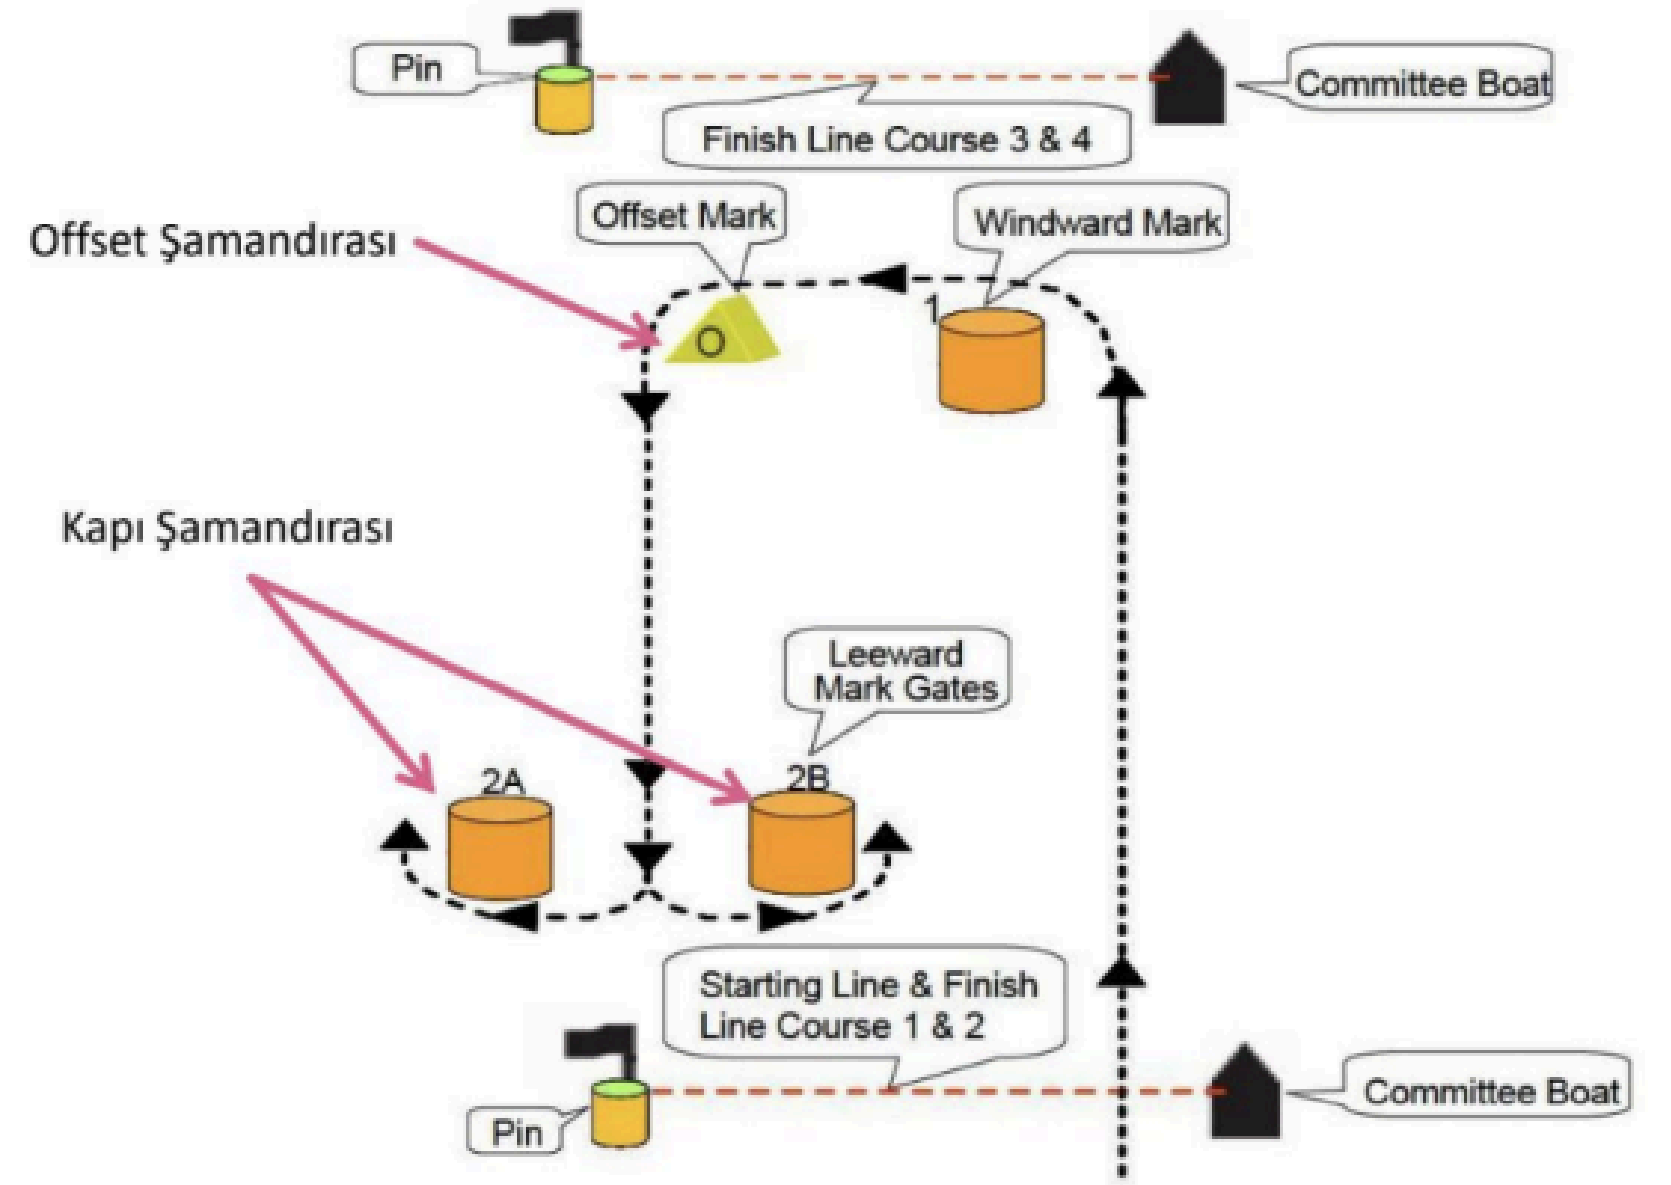 Pin
Committee Boat
Finish Line Course 3 & 4
Offset Mark
Windward Mark
Offset Şamandırası
1
O
Kapı Şamandırası
Leeward
Mark Gates
2A
2B
Starting Line & Finish
Line Course 1 & 2
Committee Boat
Pin